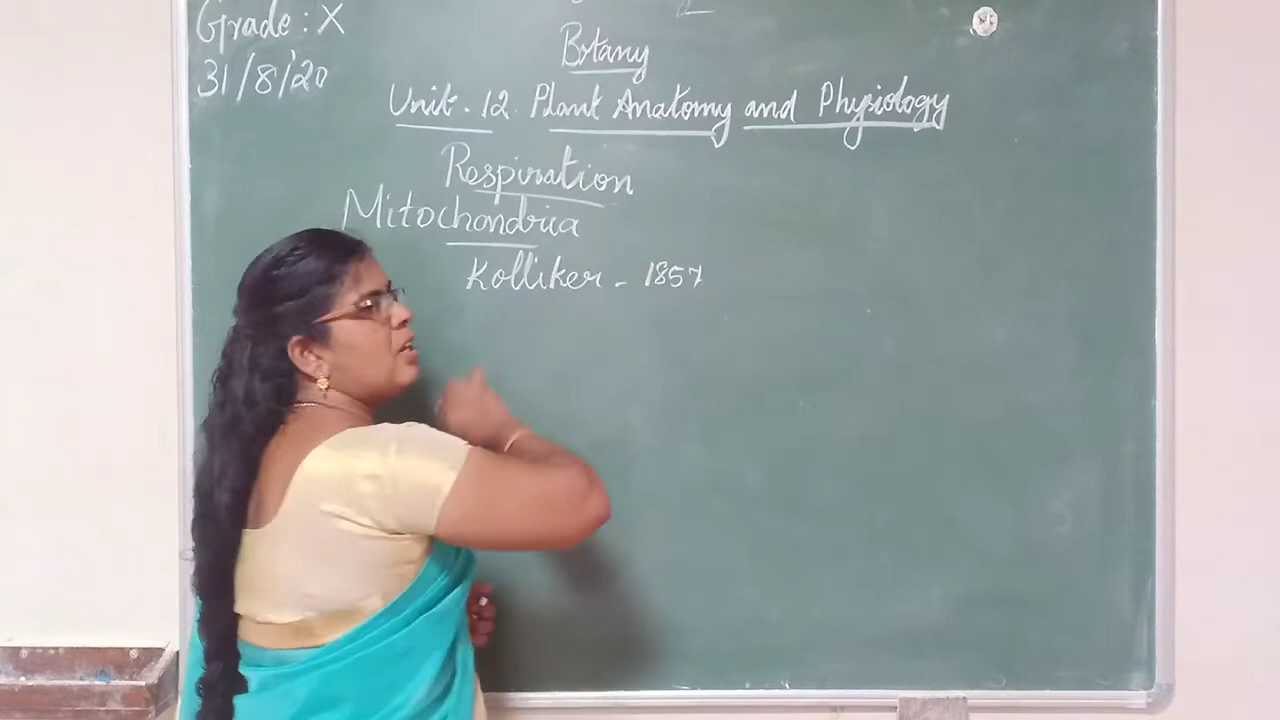 Grade : X
31/8/'20
Botany
Unit - 12. Plant Anatomy and Physiology
Respiration
Mitochondria
Kolliker - 1857